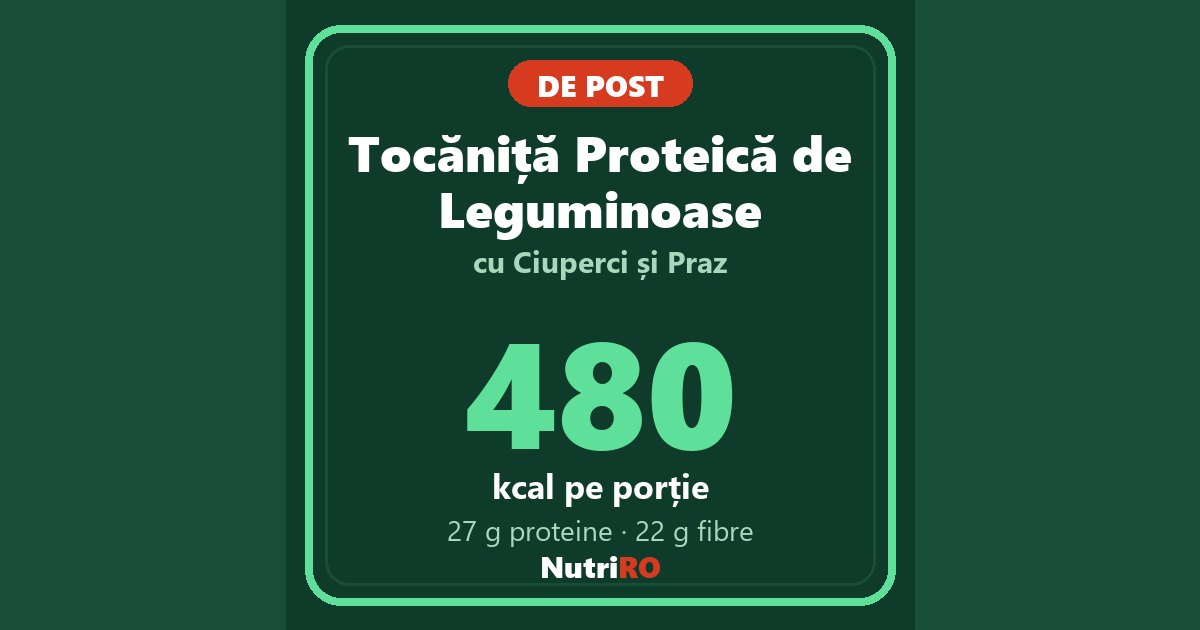 DE POST
Tocăniță Proteică de
Leguminoase
cu Ciuperci și Praz
480
kcal pe porție
27 g proteine · 22 g fibre
NutriRO